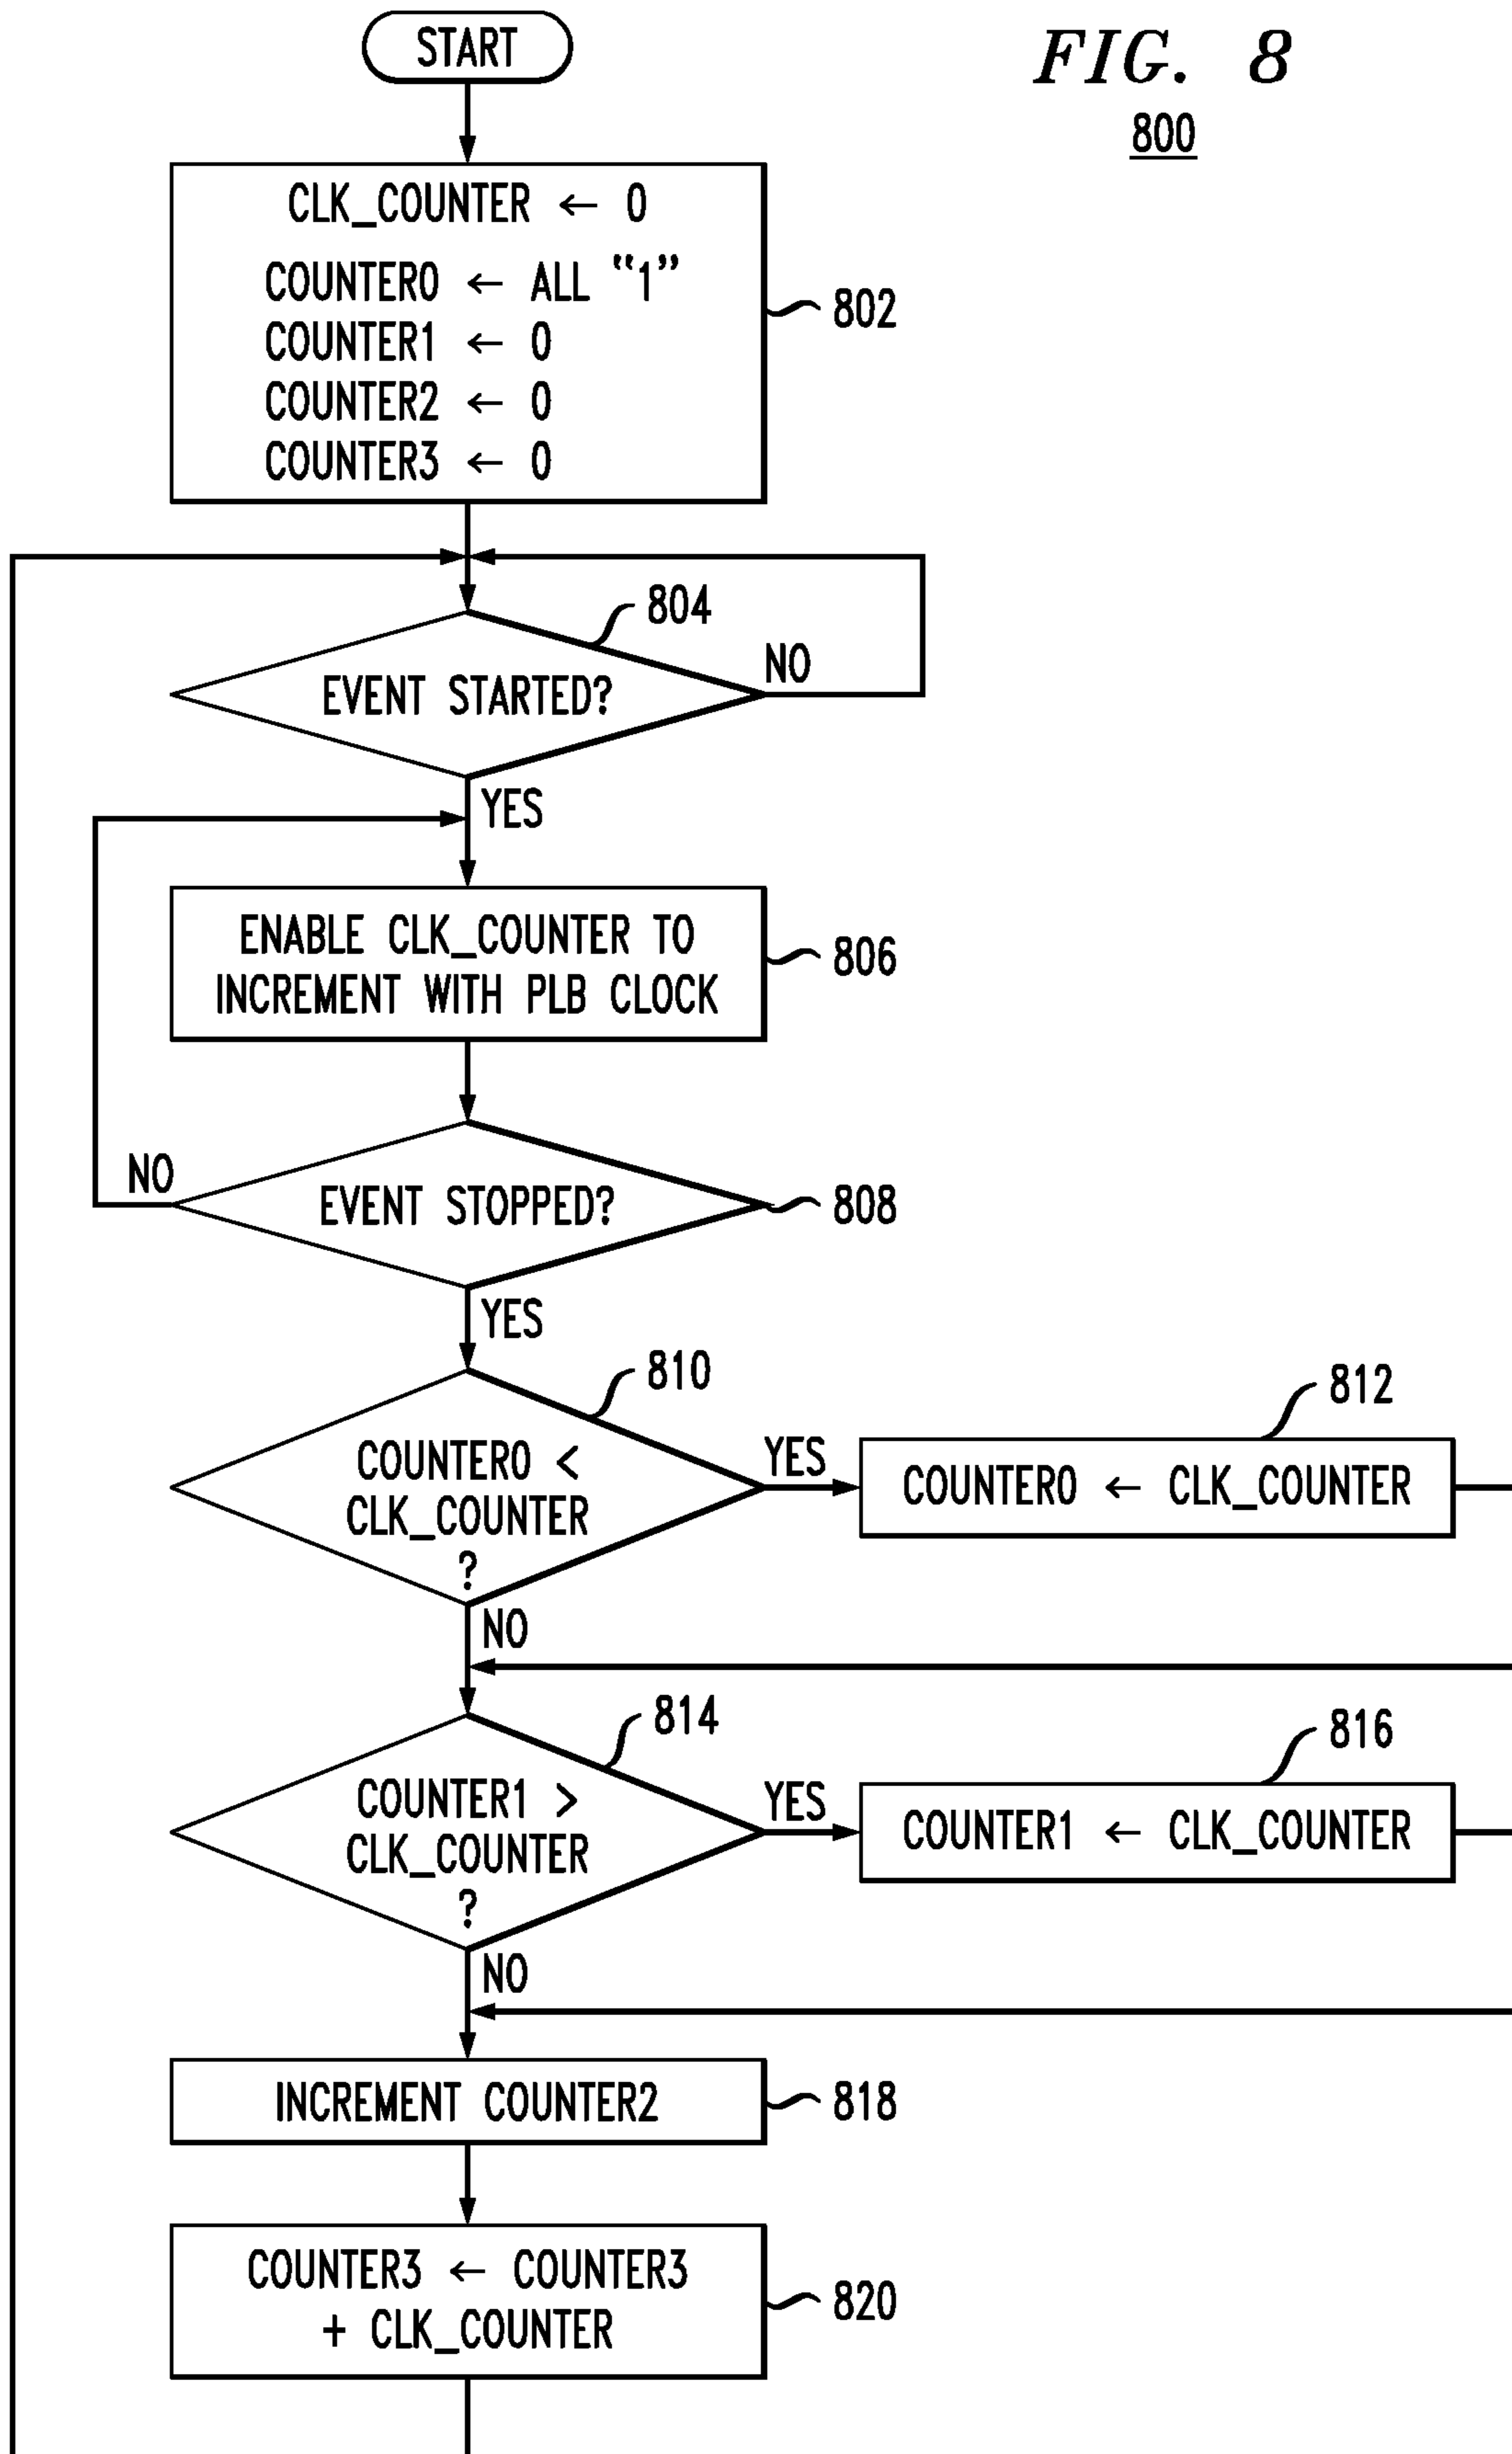 START
FIG. 8
800
CLK_COUNTER ← 0
COUNTER0 ← ALL “1”
COUNTER1 ← 0
COUNTER2 ← 0
COUNTER3 ← 0
802
804
EVENT STARTED?
NO
YES
ENABLE CLK_COUNTER TO
INCREMENT WITH PLB CLOCK
806
NO
EVENT STOPPED?
808
YES
810
COUNTER0 <
CLK_COUNTER
?
YES
812
COUNTER0 ← CLK_COUNTER
NO
814
COUNTER1 >
CLK_COUNTER
?
YES
816
COUNTER1 ← CLK_COUNTER
NO
INCREMENT COUNTER2
818
COUNTER3 ← COUNTER3
+ CLK_COUNTER
820